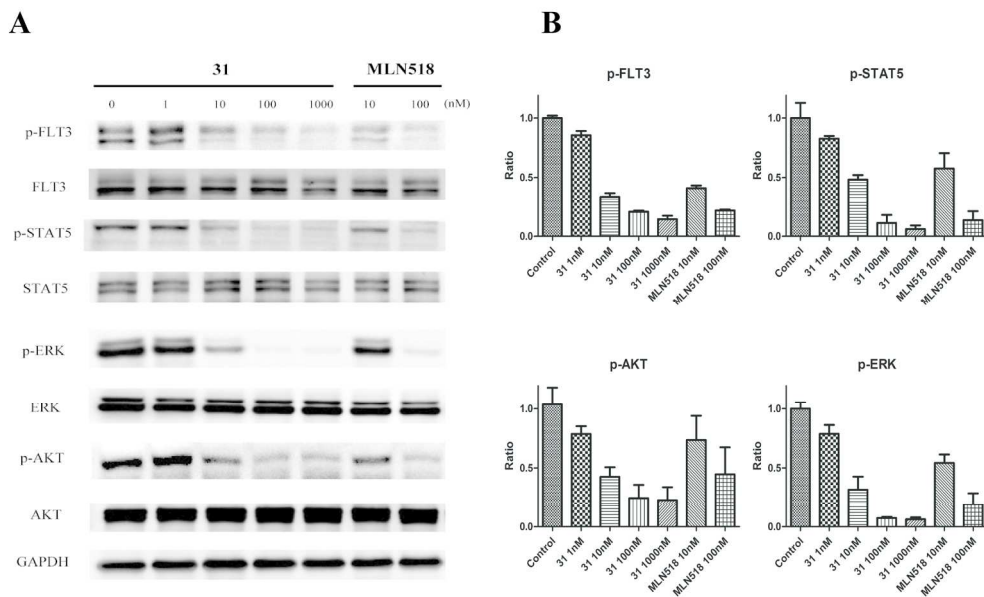 A
31 MLN518
0 1 10 100 1000 10 100 (nM)
p-FLT3
FLT3
p-STAT5
STAT5
p-ERK
ERK
p-AKT
AKT
GAPDH
B
p-FLT3
Ratio
1.0
0.5
0.0
Control
31 1nM
31 10nM
31 100nM
31 1000nM
MLN518 10nM
MLN518 100nM
p-STAT5
Ratio
1.0
0.5
0.0
Control
31 1nM
31 10nM
31 100nM
31 1000nM
MLN518 10nM
MLN518 100nM
p-AKT
Ratio
1.0
0.5
0.0
Control
31 1nM
31 10nM
31 100nM
31 1000nM
MLN518 10nM
MLN518 100nM
p-ERK
Ratio
1.0
0.5
0.0
Control
31 1nM
31 10nM
31 100nM
31 1000nM
MLN518 10nM
MLN518 100nM